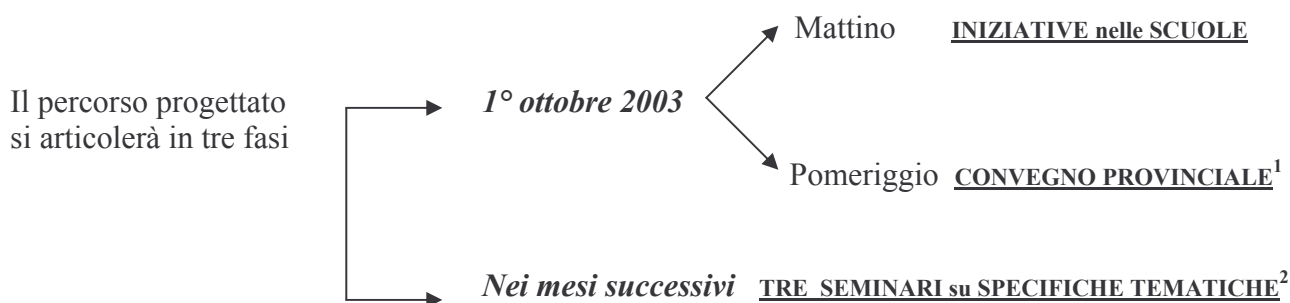 Mattino INIZIATIVE nelle SCUOLE
Il percorso progettato
si articolerà in tre fasi
1° ottobre 2003
Pomeriggio CONVEGNO PROVINCIALE1
Nei mesi successivi TRE SEMINARI su SPECIFICHE TEMATICHE2